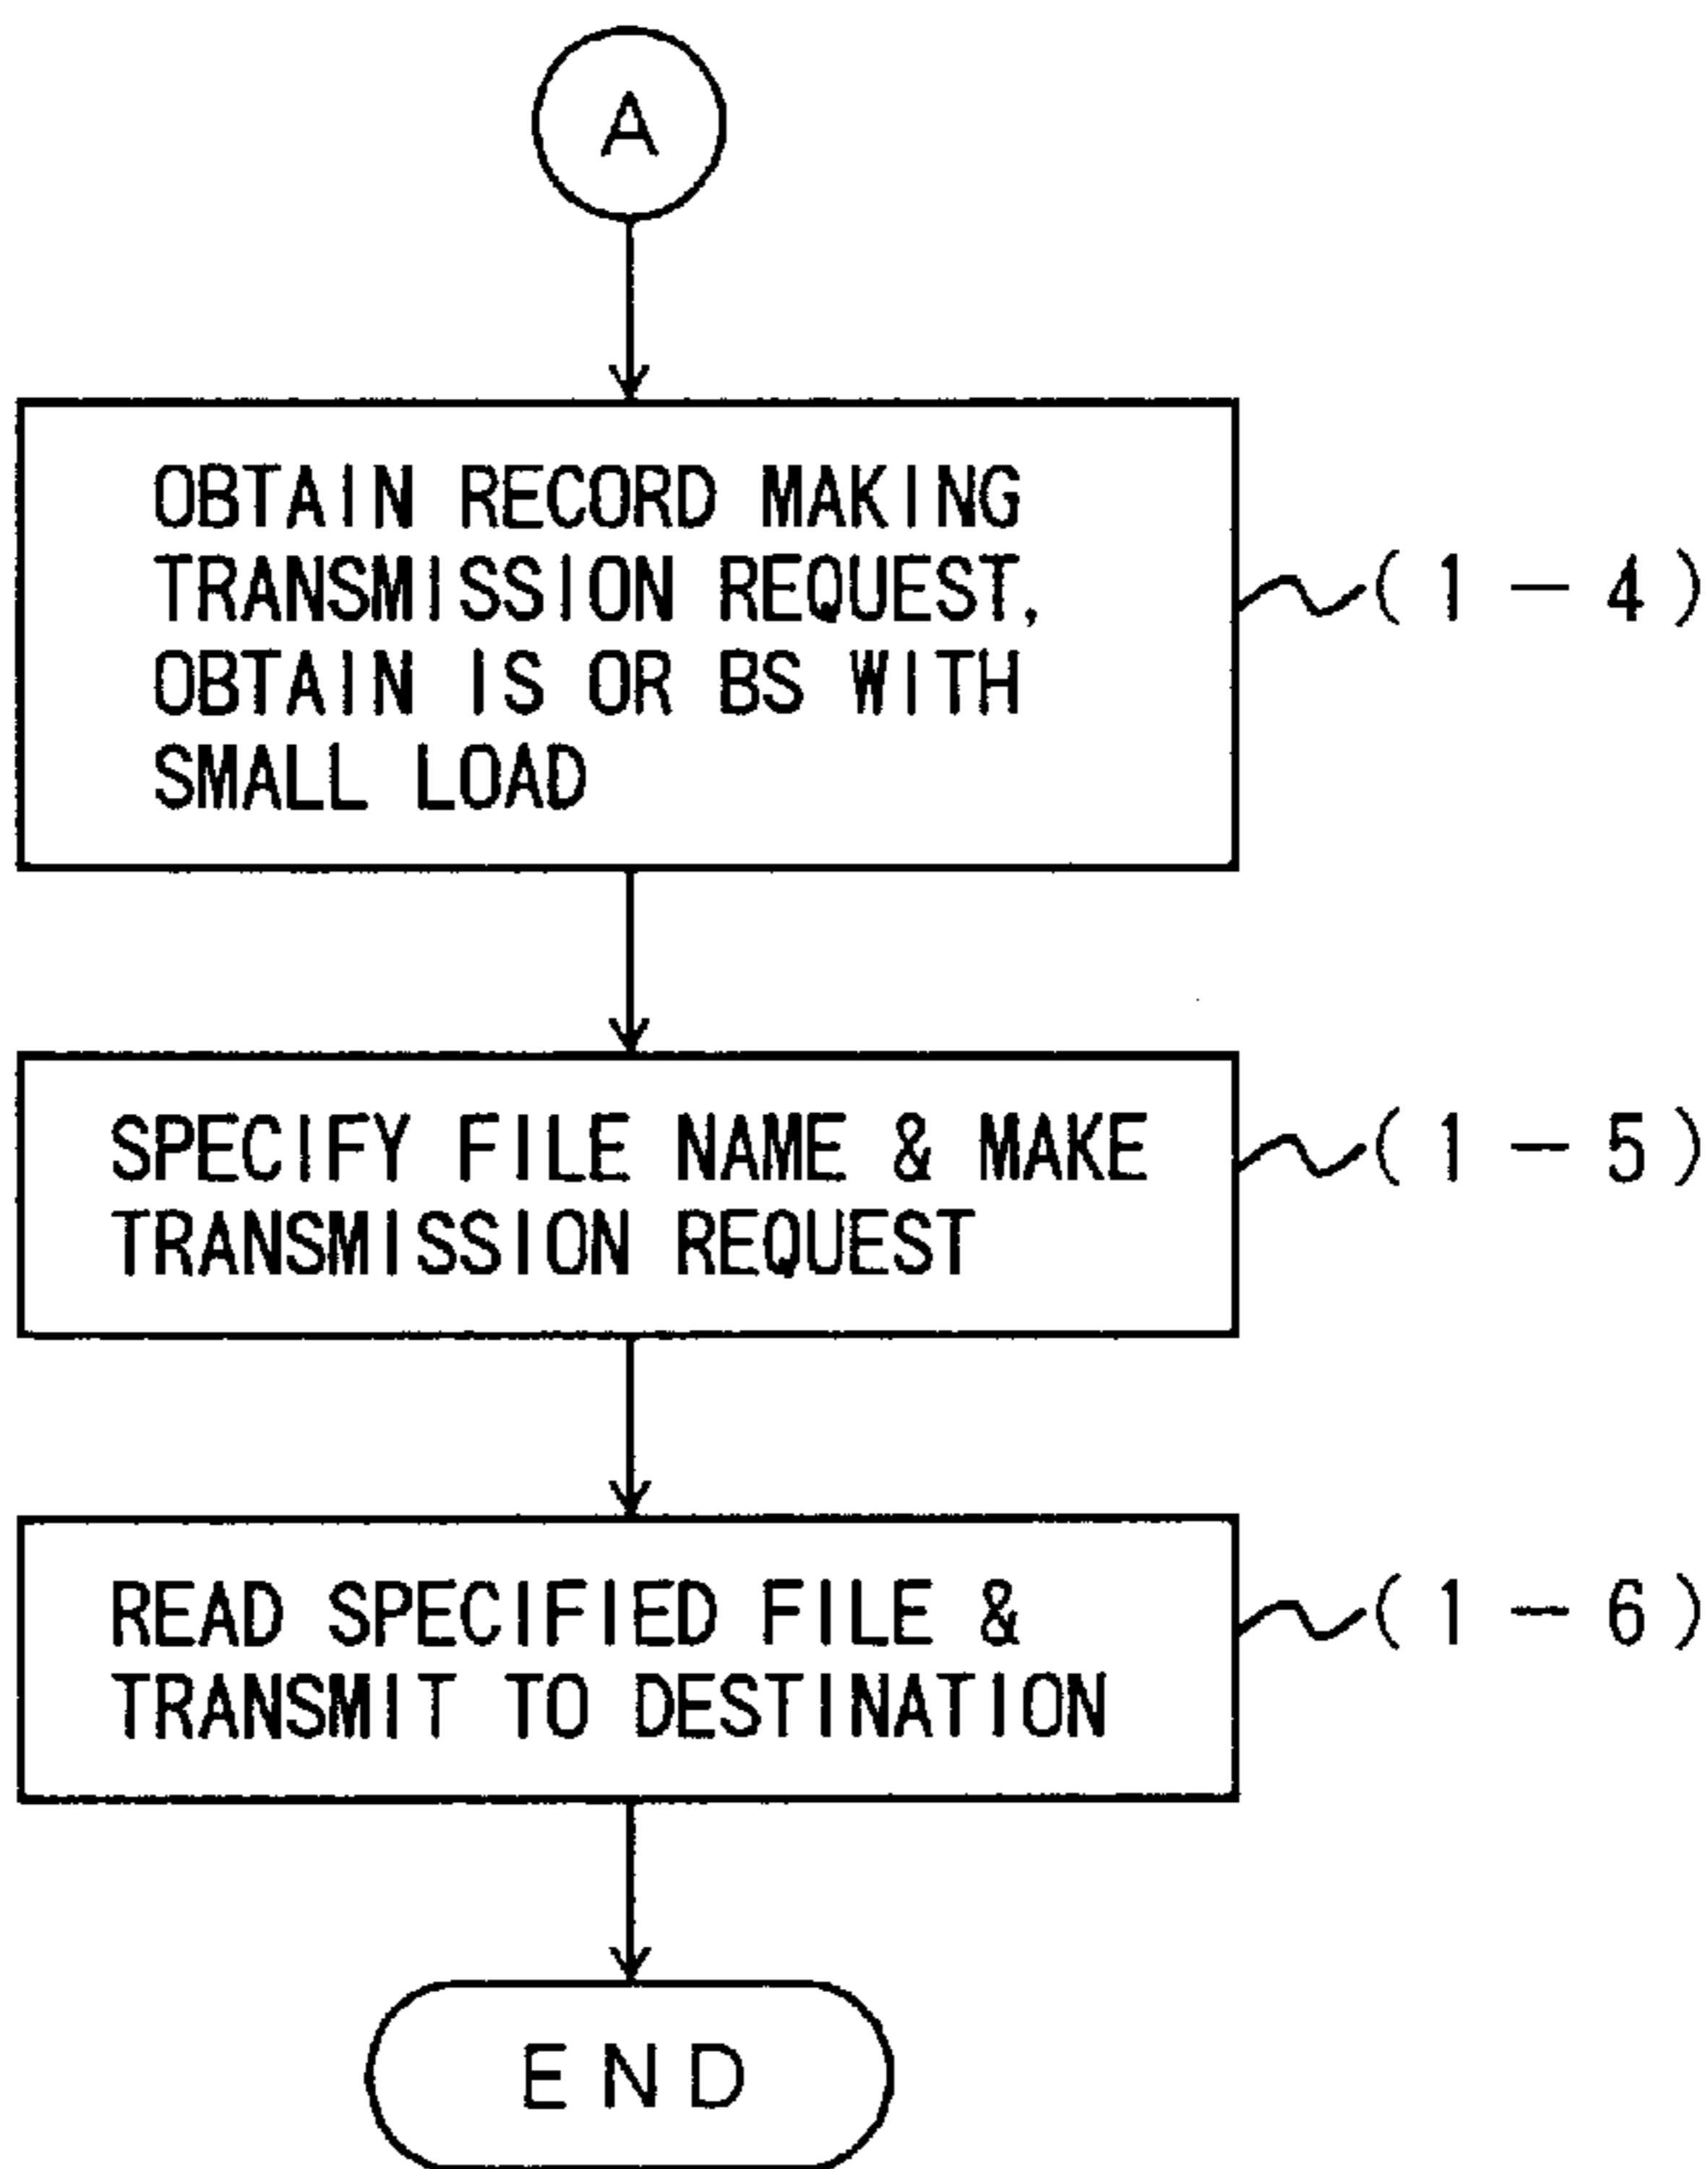 A
OBTAIN RECORD MAKING
TRANSMISSION REQUEST,
OBTAIN IS OR BS WITH
SMALL LOAD
(1-4)
SPECIFY FILE NAME & MAKE
TRANSMISSION REQUEST
(1-5)
READ SPECIFIED FILE &
TRANSMIT TO DESTINATION
(1-6)
END